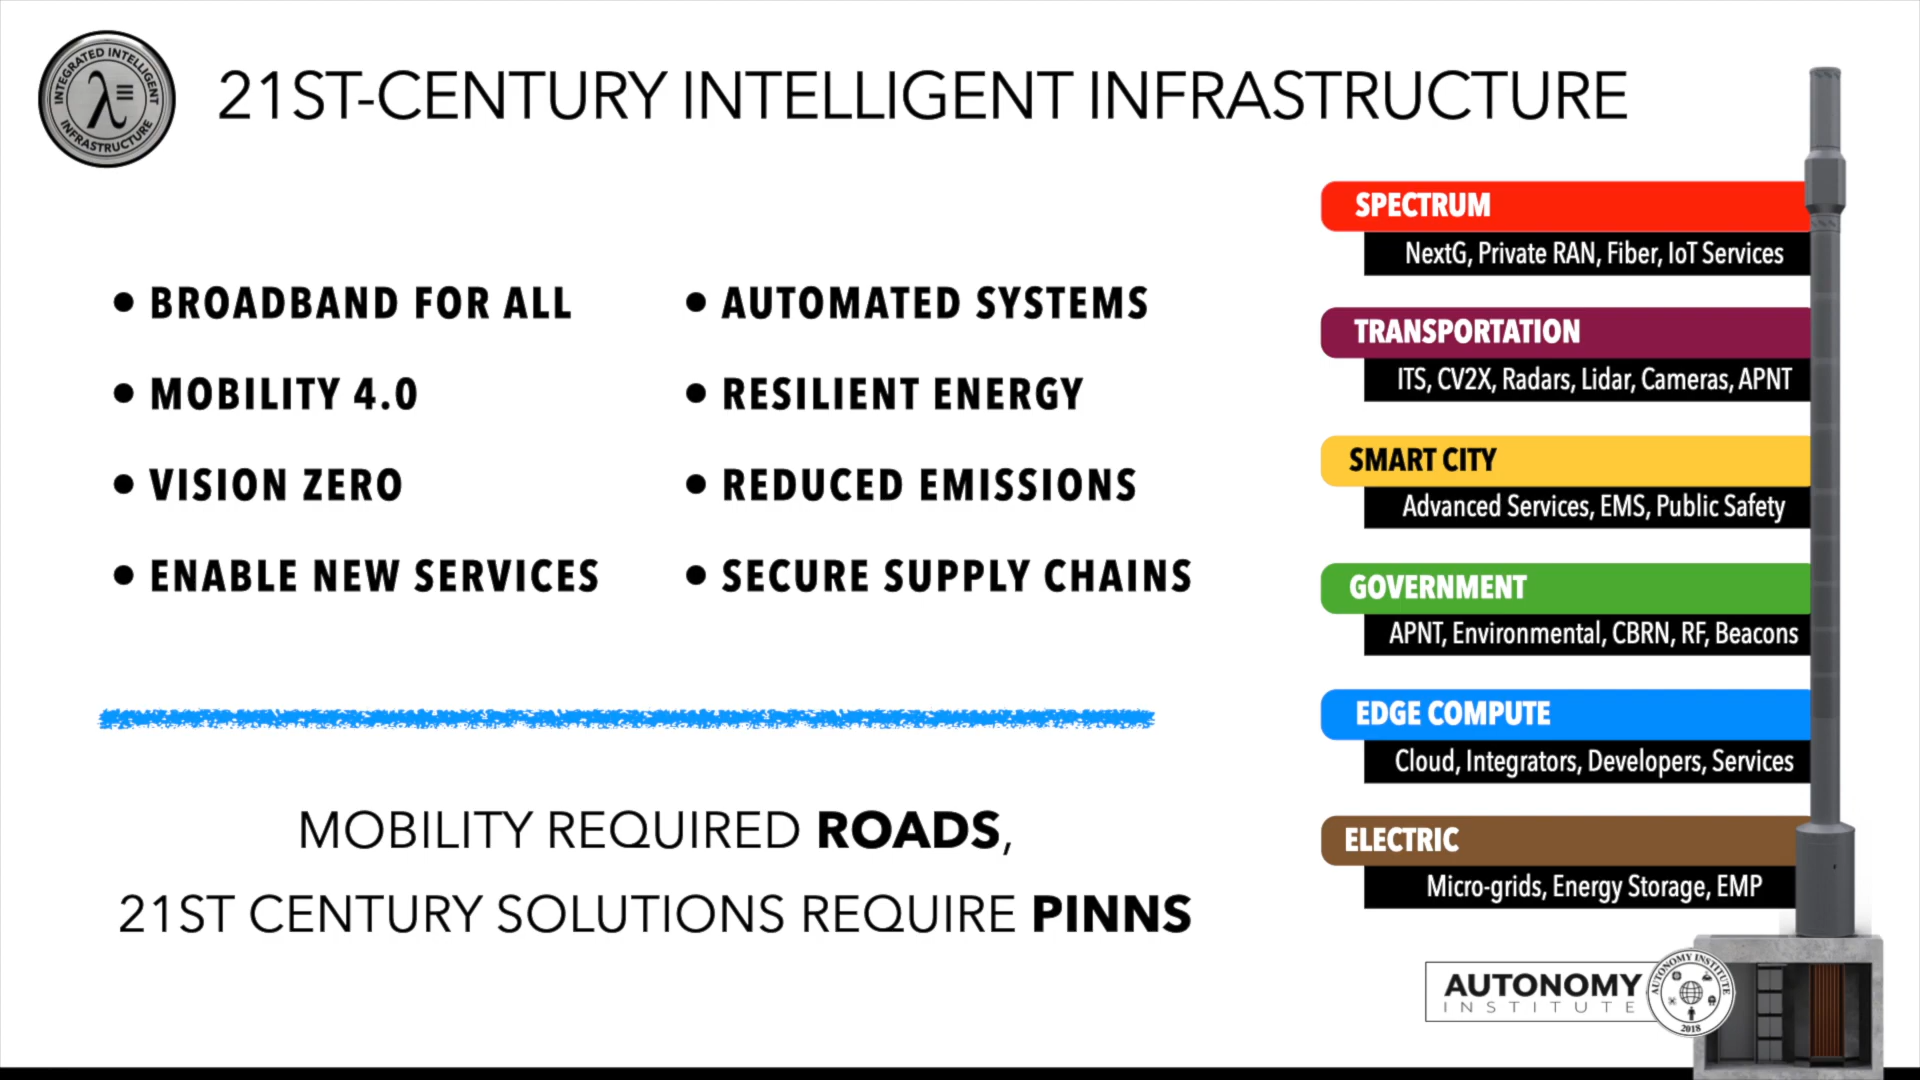 INTEGRATED INTELLIGENT
INFRASTRUCTURE
21ST-CENTURY INTELLIGENT INFRASTRUCTURE
• BROADBAND FOR ALL
• MOBILITY 4.0
• VISION ZERO
• ENABLE NEW SERVICES
• AUTOMATED SYSTEMS
• RESILIENT ENERGY
• REDUCED EMISSIONS
• SECURE SUPPLY CHAINS
MOBILITY REQUIRED ROADS,
21ST CENTURY SOLUTIONS REQUIRE PINNS
SPECTRUM
NextG, Private RAN, Fiber, IoT Services
TRANSPORTATION
ITS, CV2X, Radars, Lidar, Cameras, APNT
SMART CITY
Advanced Services, EMS, Public Safety
GOVERNMENT
APNT, Environmental, CBRN, RF, Beacons
EDGE COMPUTE
Cloud, Integrators, Developers, Services
ELECTRIC
Micro-grids, Energy Storage, EMP
AUTONOMY
INSTITUTE
AUTONOMY INSTITUTE
2018